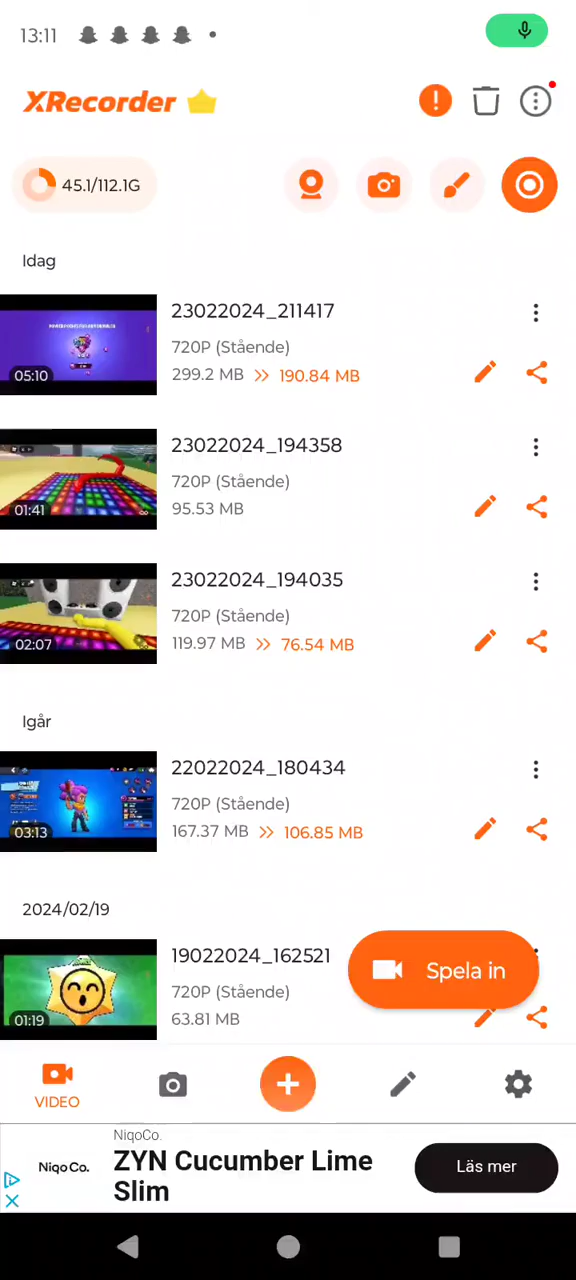 13:11
XRecorder
45.1/112.1G
Idag
23022024_211417
720P (Stående)
299.2 MB >> 190.84 MB
05:10
23022024_194358
720P (Stående)
95.53 MB
01:41
23022024_194035
720P (Stående)
119.97 MB >> 76.54 MB
02:07
Igår
22022024_180434
720P (Stående)
167.37 MB >> 106.85 MB
03:13
2024/02/19
19022024_162521
720P (Stående)
63.81 MB
01:19
Spela in
VIDEO
NiqoCo.
Niqo Co.
ZYN Cucumber Lime
Slim
Läs mer